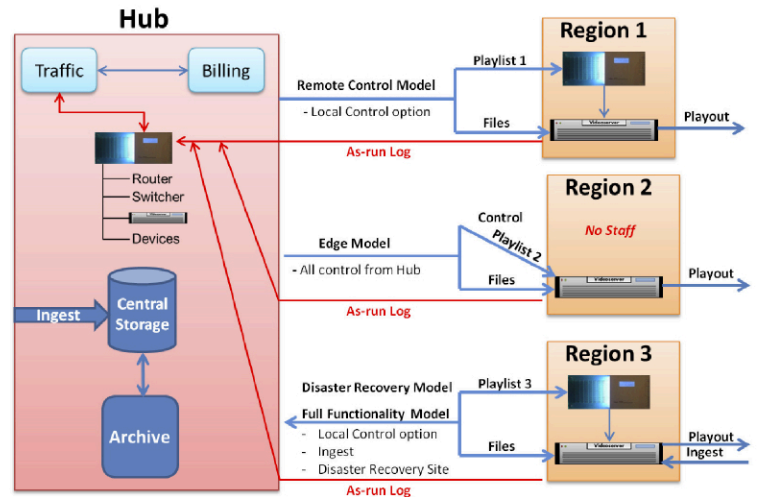 Hub
Traffic
Billing
Router
Switcher
Devices
Ingest
Central
Storage
Archive
Remote Control Model
- Local Control option
Playlist 1
Files
As-run Log
Region 1
Videoserver
Playout
Edge Model
- All control from Hub
Control
Playlist 2
Files
As-run Log
Region 2
No Staff
Videoserver
Playout
Disaster Recovery Model
Full Functionality Model
- Local Control option
- Ingest
- Disaster Recovery Site
Playlist 3
Files
As-run Log
Region 3
Videoserver
Playout
Ingest